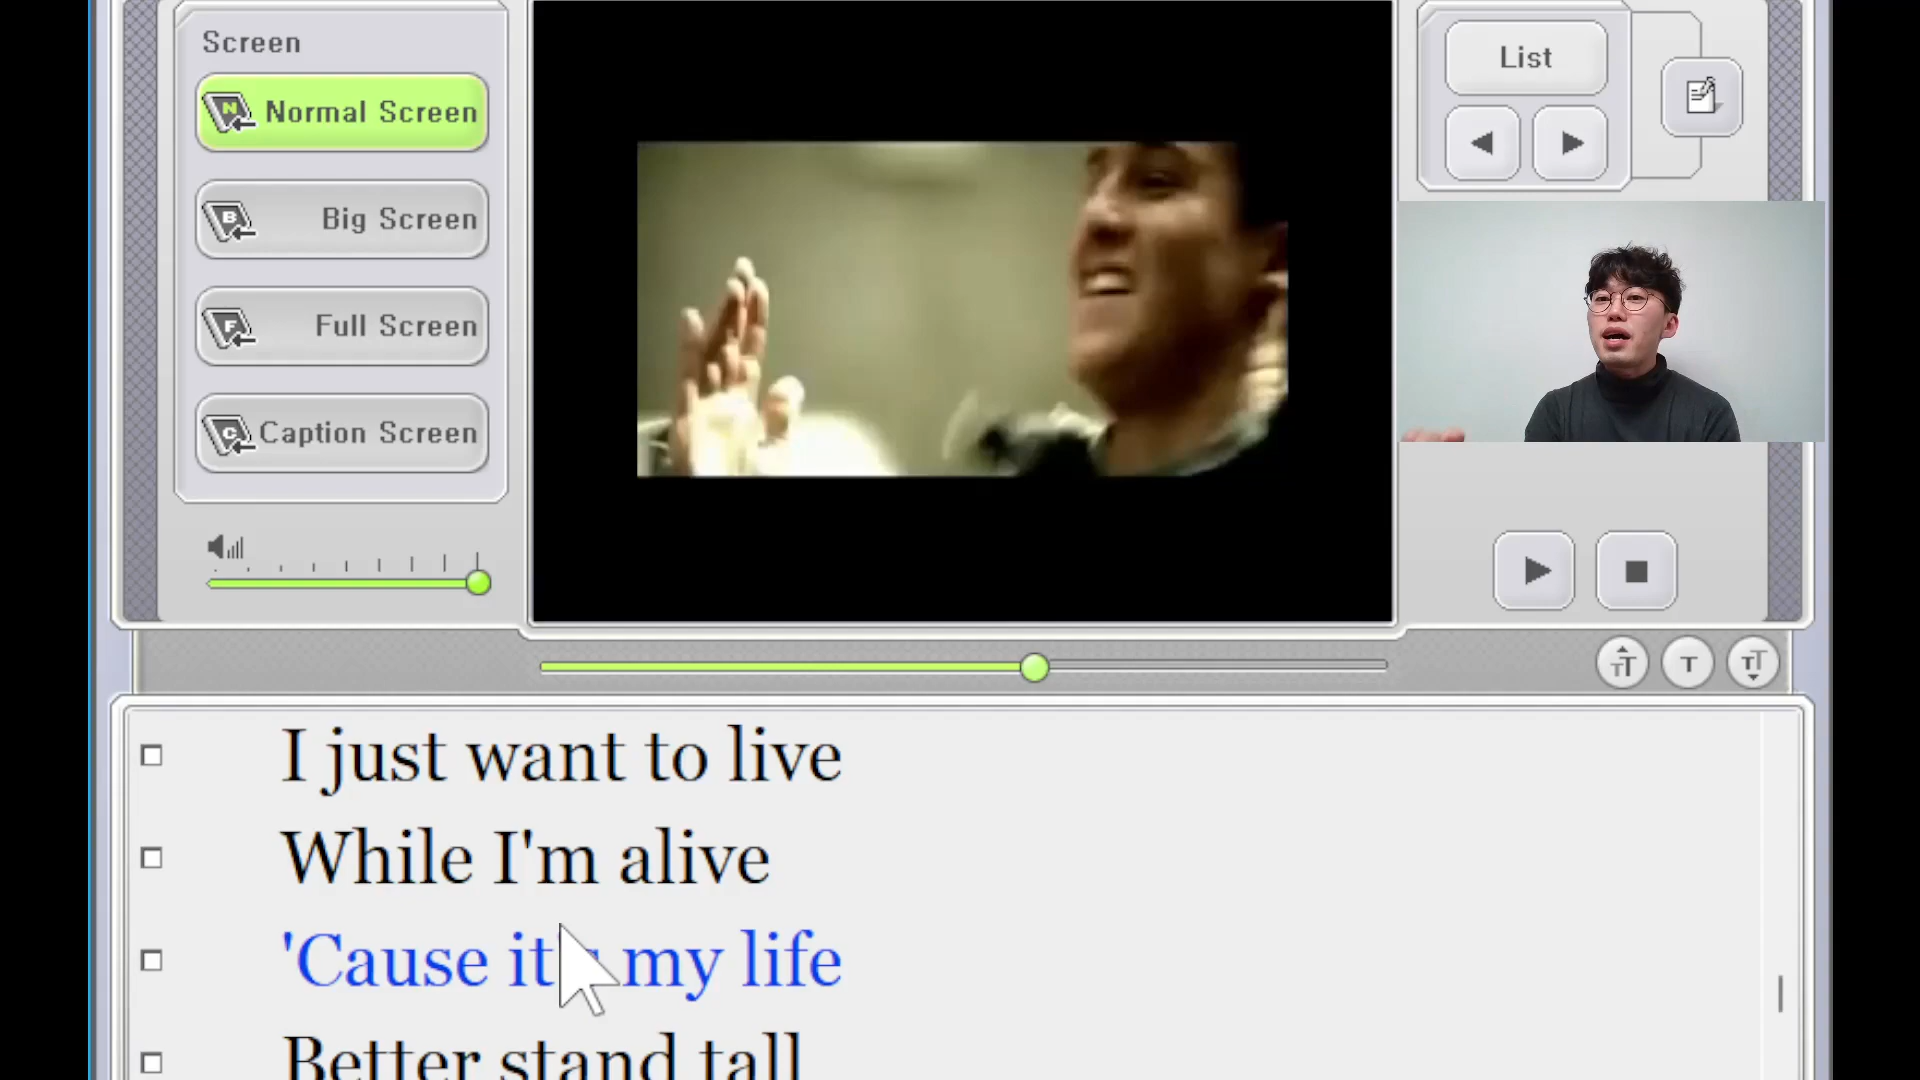 Screen
N Normal Screen
B Big Screen
F Full Screen
C Caption Screen
List
T T T T T
I just want to live
While I'm alive
'Cause it's my life
Better stand tall